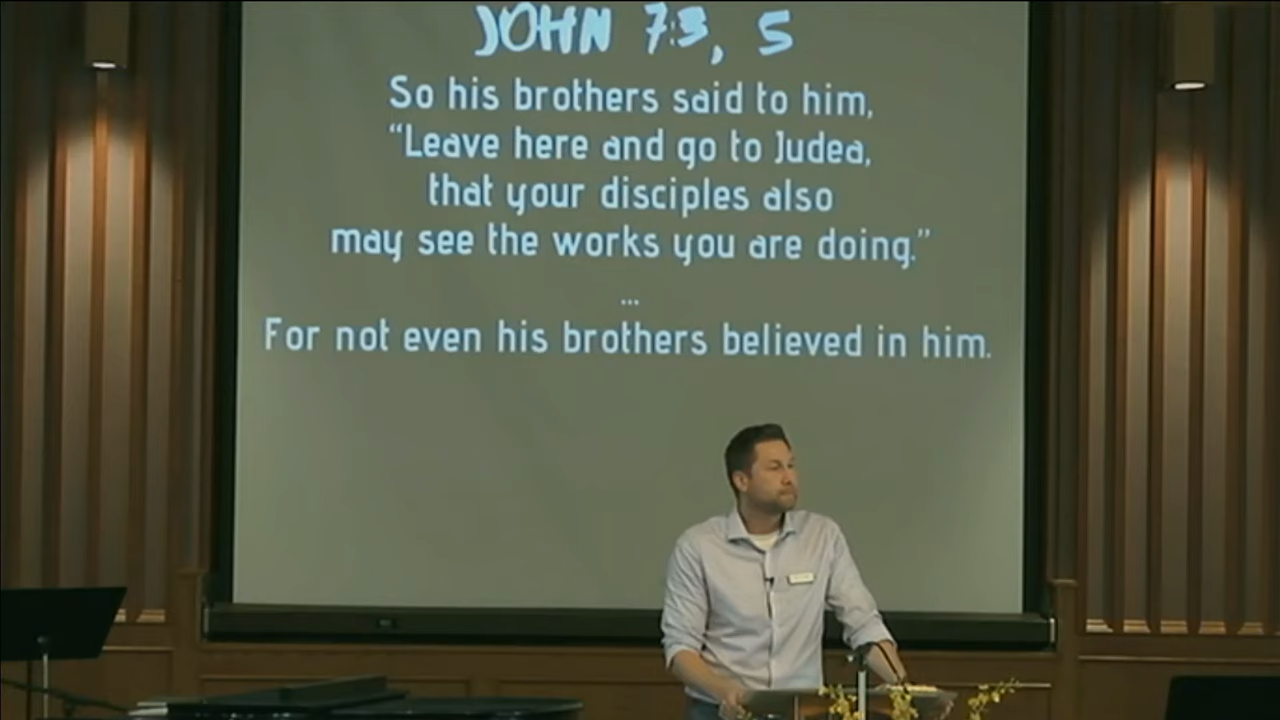 JOHN 7:3, 5
So his brothers said to him,
“Leave here and go to Judea,
that your disciples also
may see the works you are doing.”
...
For not even his brothers believed in him.